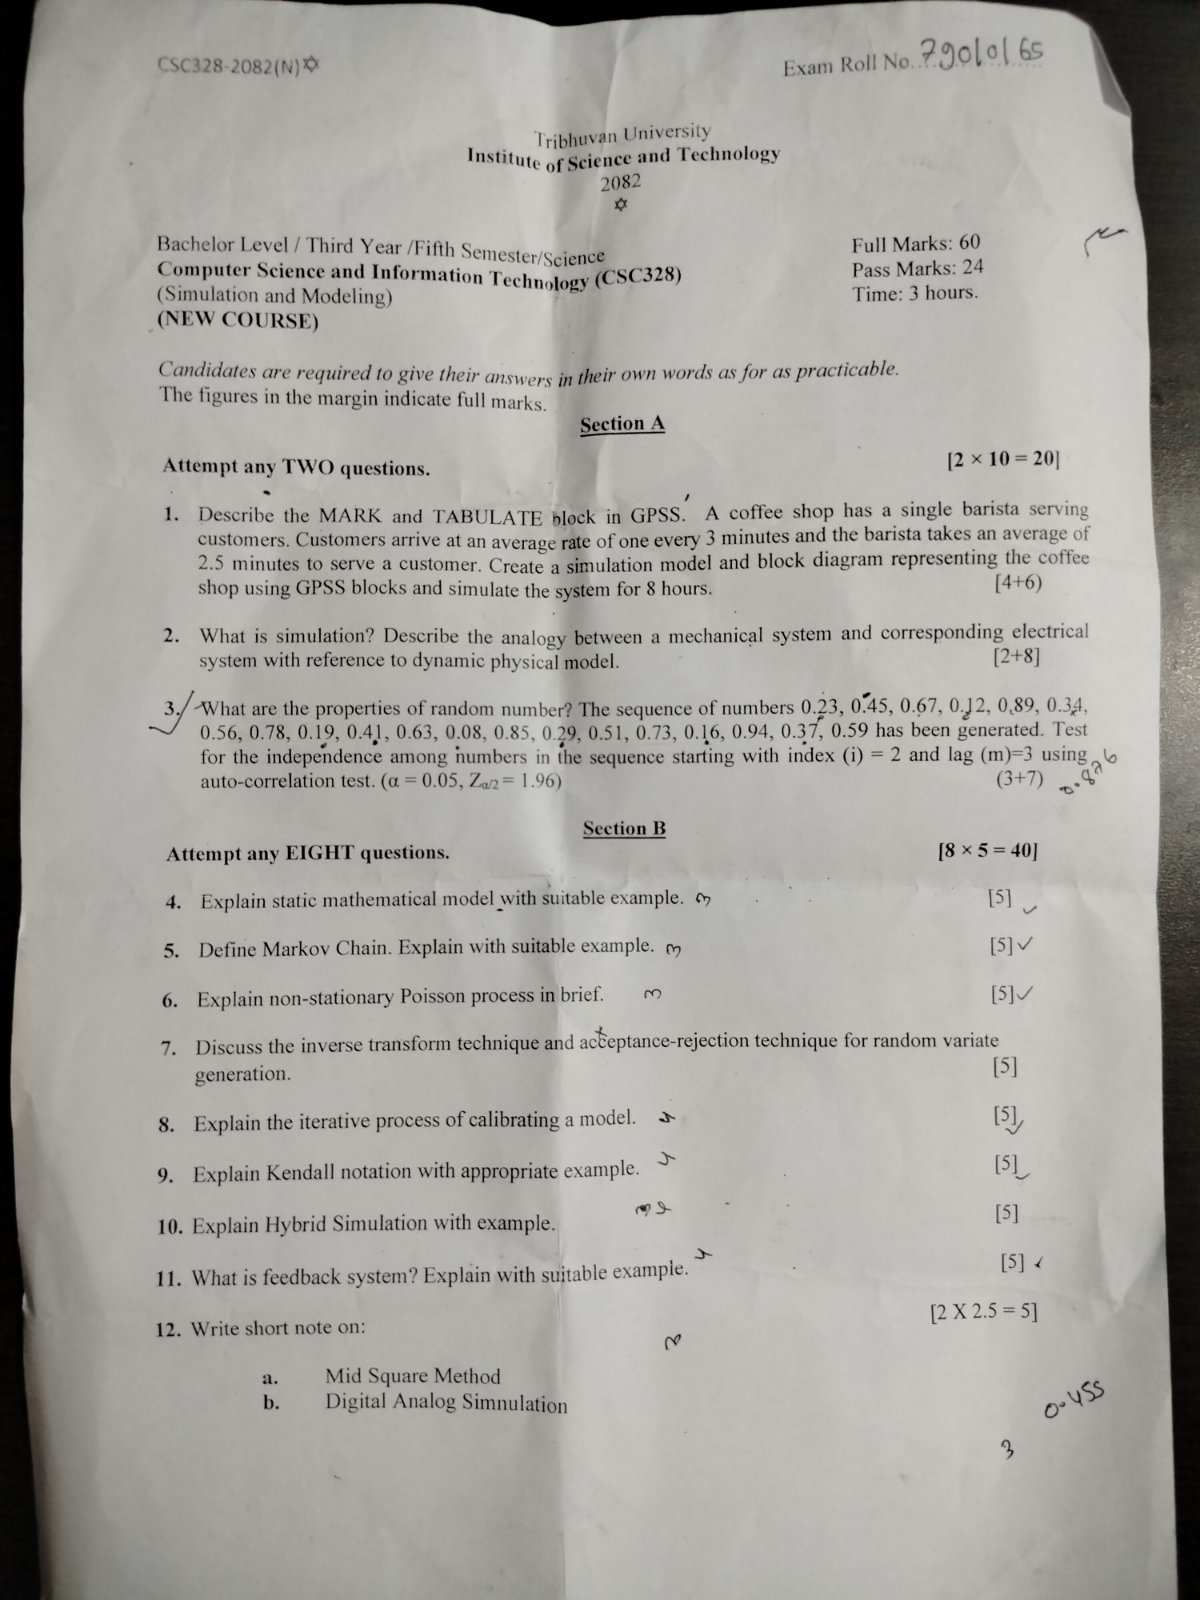 CSC328-2082(N)✡
Exam Roll No. 7900165
Tribhuvan University
Institute of Science and Technology
2082
✡
Bachelor Level / Third Year /Fifth Semester/Science
Full Marks: 60
Computer Science and Information Technology (CSC328)
Pass Marks: 24
(Simulation and Modeling)
Time: 3 hours.
(NEW COURSE)
Candidates are required to give their answers in their own words as for as practicable.
The figures in the margin indicate full marks.
Section A
Attempt any TWO questions.
[2 × 10 = 20]
1. Describe the MARK and TABULATE block in GPSS. A coffee shop has a single barista serving
customers. Customers arrive at an average rate of one every 3 minutes and the barista takes an average of
2.5 minutes to serve a customer. Create a simulation model and block diagram representing the coffee
shop using GPSS blocks and simulate the system for 8 hours. [4+6)
2. What is simulation? Describe the analogy between a mechanical system and corresponding electrical
system with reference to dynamic physical model. [2+8]
3. What are the properties of random number? The sequence of numbers 0.23, 0.45, 0.67, 0.12, 0.89, 0.34,
0.56, 0.78, 0.19, 0.41, 0.63, 0.08, 0.85, 0.29, 0.51, 0.73, 0.16, 0.94, 0.37, 0.59 has been generated. Test
for the independence among numbers in the sequence starting with index (i) = 2 and lag (m)=3 using
auto-correlation test. (α = 0.05, Zα/2 = 1.96) (3+7)
Section B
Attempt any EIGHT questions.
[8 × 5 = 40]
4. Explain static mathematical model with suitable example. [5]
5. Define Markov Chain. Explain with suitable example. [5]
6. Explain non-stationary Poisson process in brief. [5]
7. Discuss the inverse transform technique and acceptance-rejection technique for random variate
generation. [5]
8. Explain the iterative process of calibrating a model. [5]
9. Explain Kendall notation with appropriate example. [5]
10. Explain Hybrid Simulation with example. [5]
11. What is feedback system? Explain with suitable example. [5]
12. Write short note on: [2 X 2.5 = 5]
a. Mid Square Method
b. Digital Analog Simnulation
0.455
3